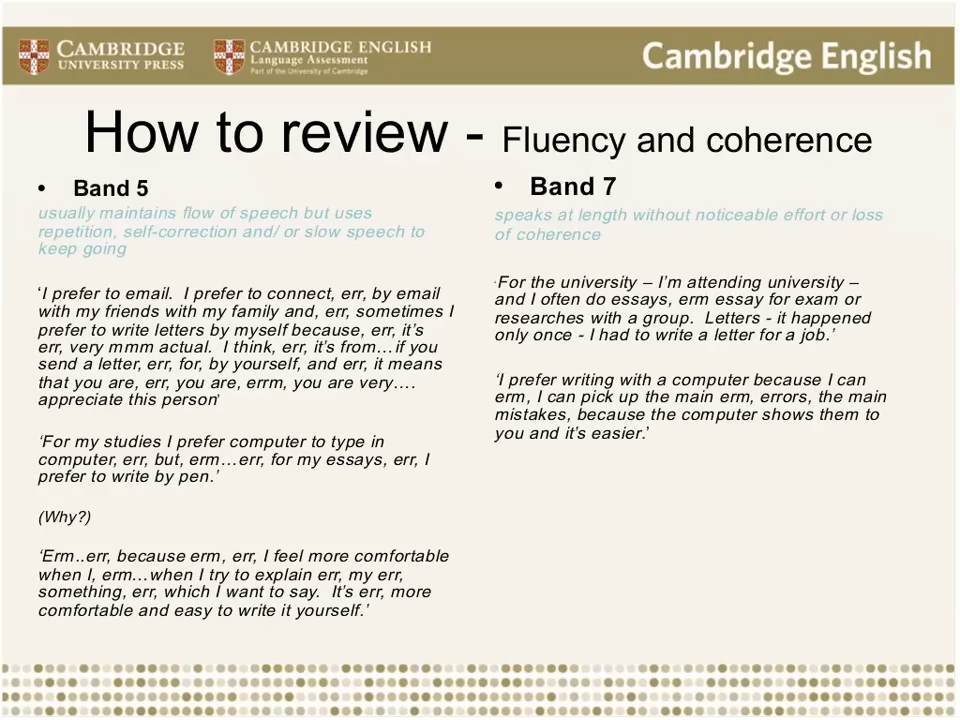 CAMBRIDGE
UNIVERSITY PRESS
CAMBRIDGE ENGLISH
Language Assessment
Part of the University of Cambridge
Cambridge English
How to review - Fluency and coherence
• Band 5
usually maintains flow of speech but uses
repetition, self-correction and/ or slow speech to
keep going
‘I prefer to email. I prefer to connect, err, by email
with my friends with my family and, err, sometimes I
prefer to write letters by myself because, err, it’s
err, very mmm actual. I think, err, it’s from…if you
send a letter, err, for, by yourself, and err, it means
that you are, err, you are, errm, you are very….
appreciate this person’
‘For my studies I prefer computer to type in
computer, err, but, erm…err, for my essays, err, I
prefer to write by pen.’
(Why?)
‘Erm..err, because erm, err, I feel more comfortable
when I, erm…when I try to explain err, my err,
something, err, which I want to say. It’s err, more
comfortable and easy to write it yourself.’
• Band 7
speaks at length without noticeable effort or loss
of coherence
‘For the university – I’m attending university –
and I often do essays, erm essay for exam or
researches with a group. Letters - it happened
only once - I had to write a letter for a job.’
‘I prefer writing with a computer because I can
erm, I can pick up the main erm, errors, the main
mistakes, because the computer shows them to
you and it’s easier.’